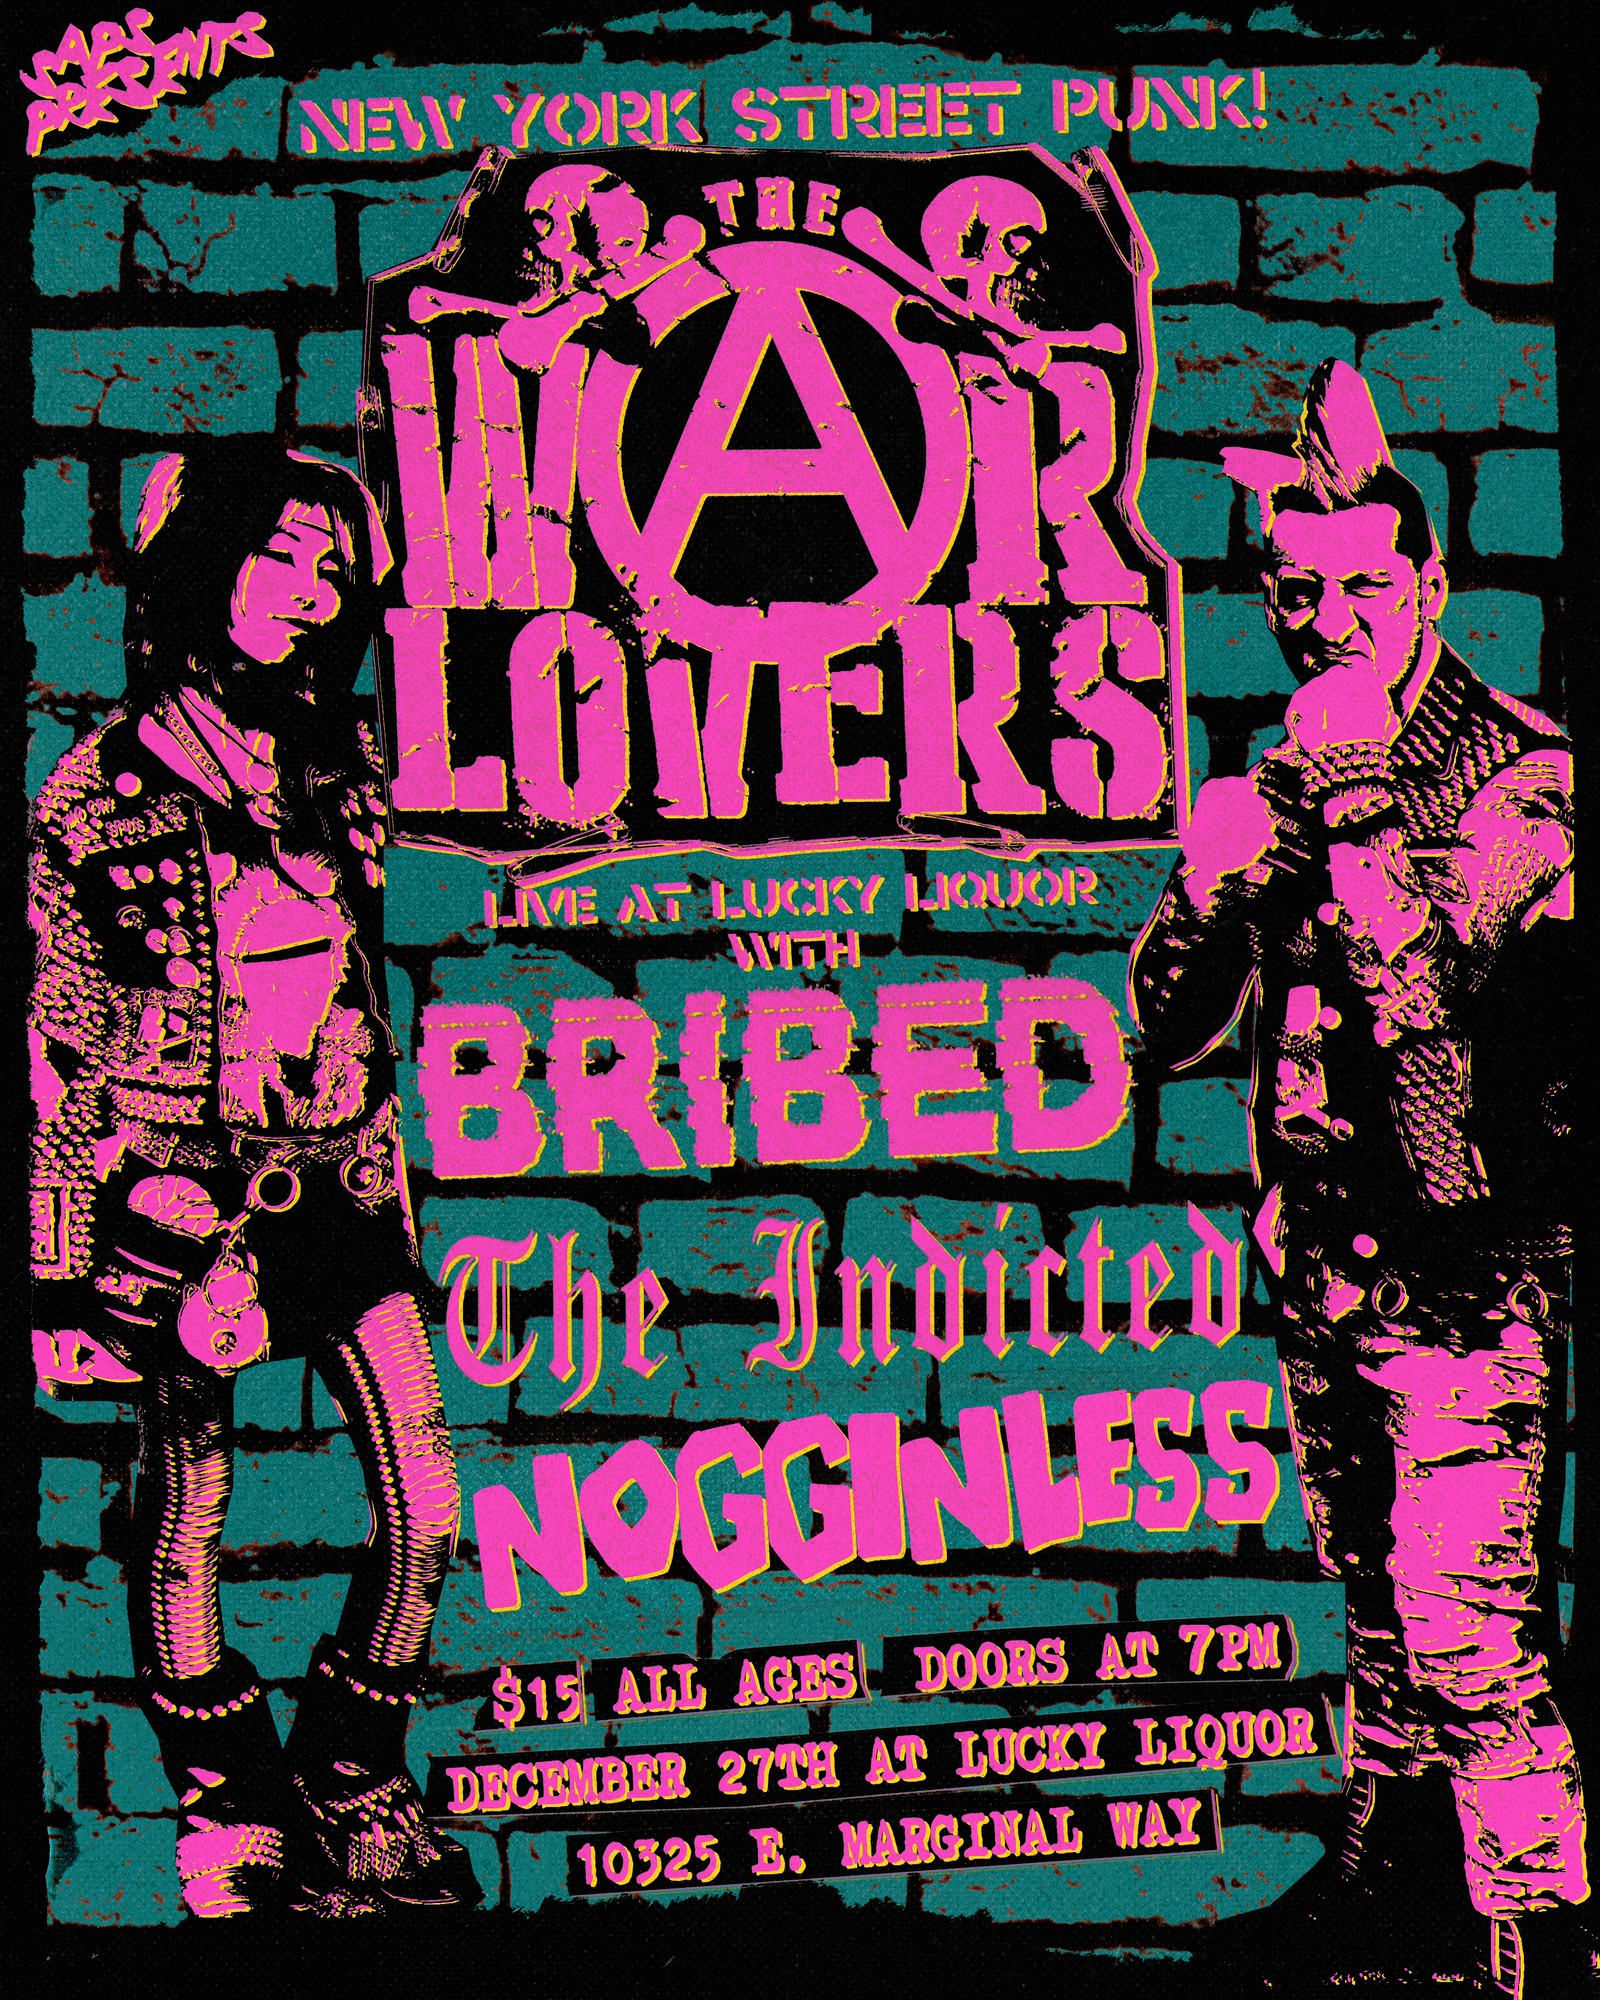 SABS
PRESENTS
NEW YORK STREET PUNK!
THE
WAR
LOVERS
LIVE AT LUCKY LIQUOR
WITH
BRIBED
The Indicted
NOGGINLESS
$15 ALL AGES DOORS AT 7PM
DECEMBER 27TH AT LUCKY LIQUOR
10325 E. MARGINAL WAY